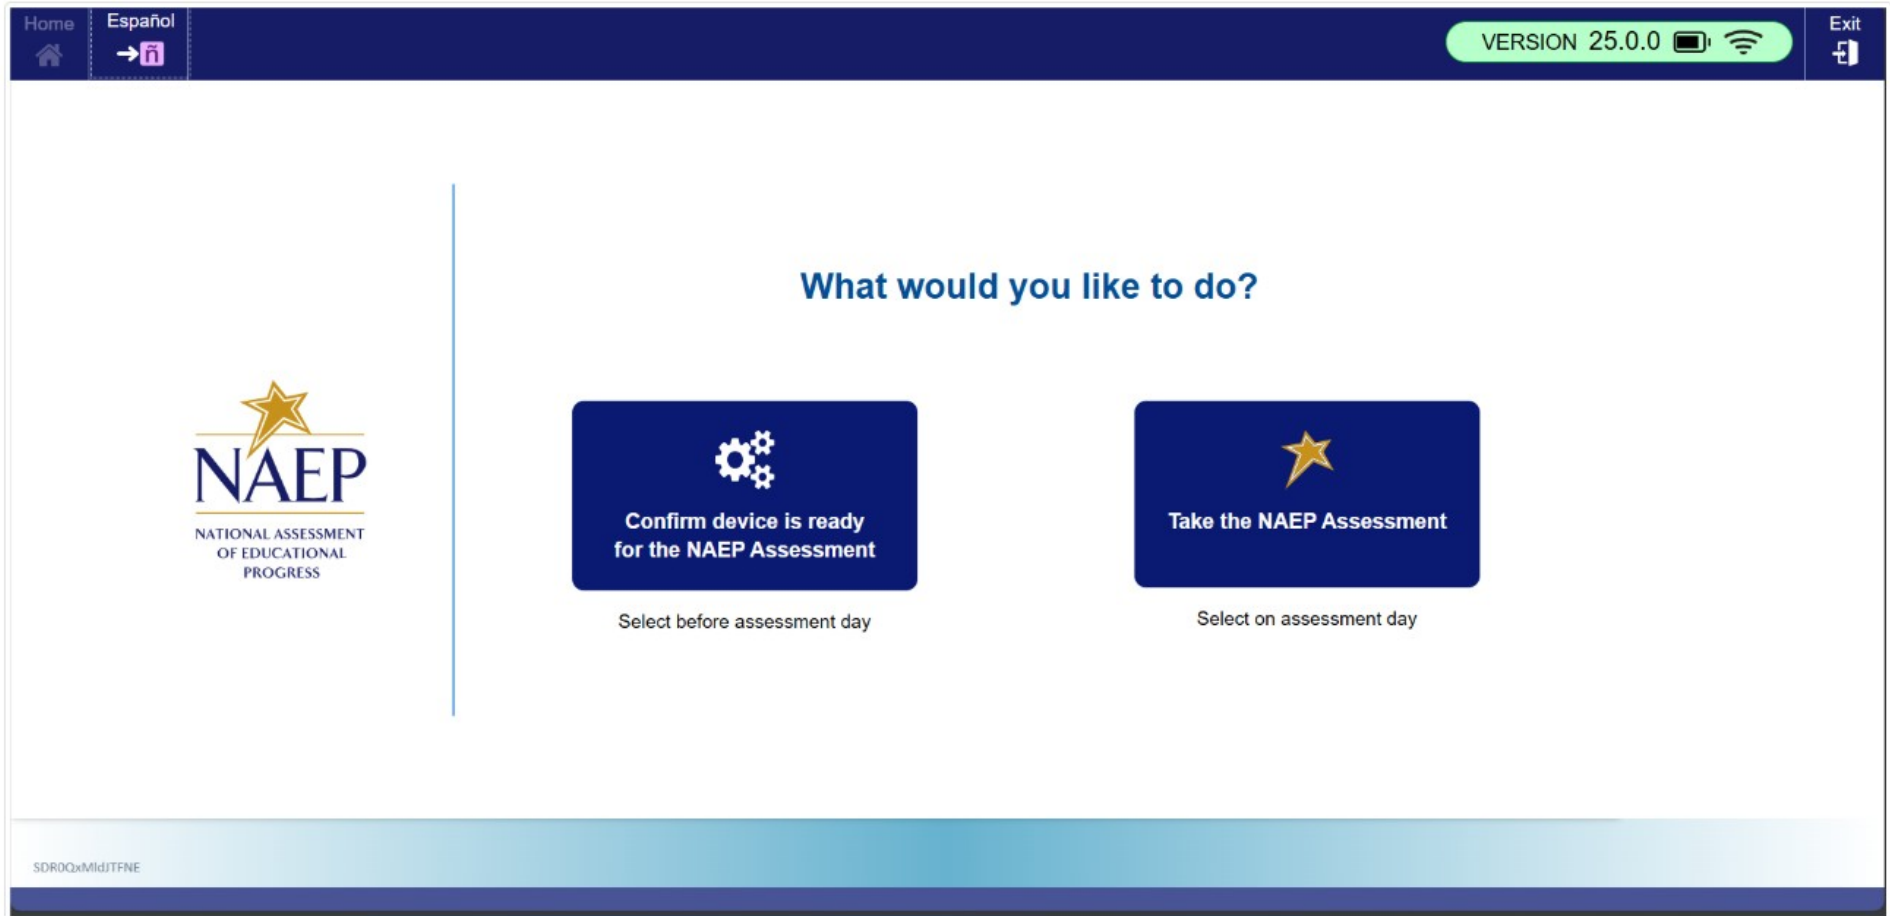 Home
Español
ñ
VERSION 25.0.0
Exit
What would you like to do?
NAEP
NATIONAL ASSESSMENT
OF EDUCATIONAL
PROGRESS
Confirm device is ready
for the NAEP Assessment
Select before assessment day
Take the NAEP Assessment
Select on assessment day